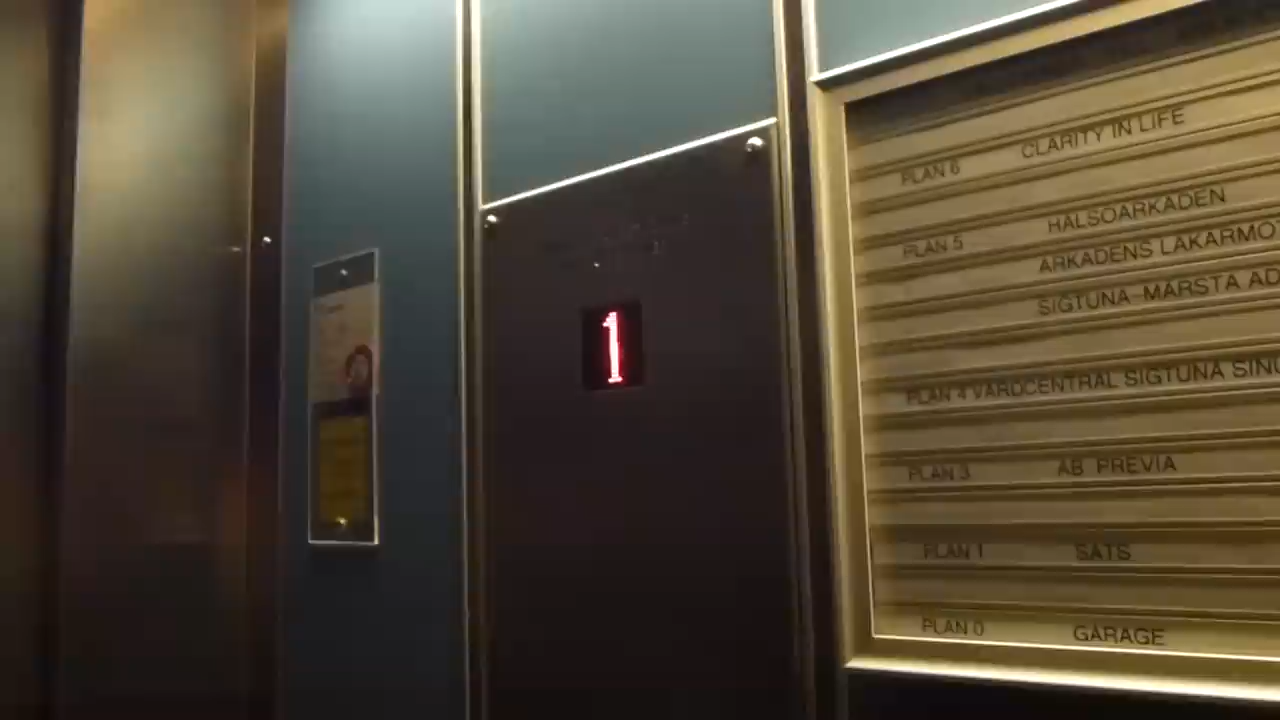 1
PLAN 6 CLARITY IN LIFE
PLAN 5 HALSOARKADEN
ARKADENS LAKARMOT
SIGTUNA MARSTA AD
PLAN 4 VARDCENTRAL SIGTUNA SING
PLAN 3 AB PREVIA
PLAN 1 SATS
PLAN 0 GARAGE